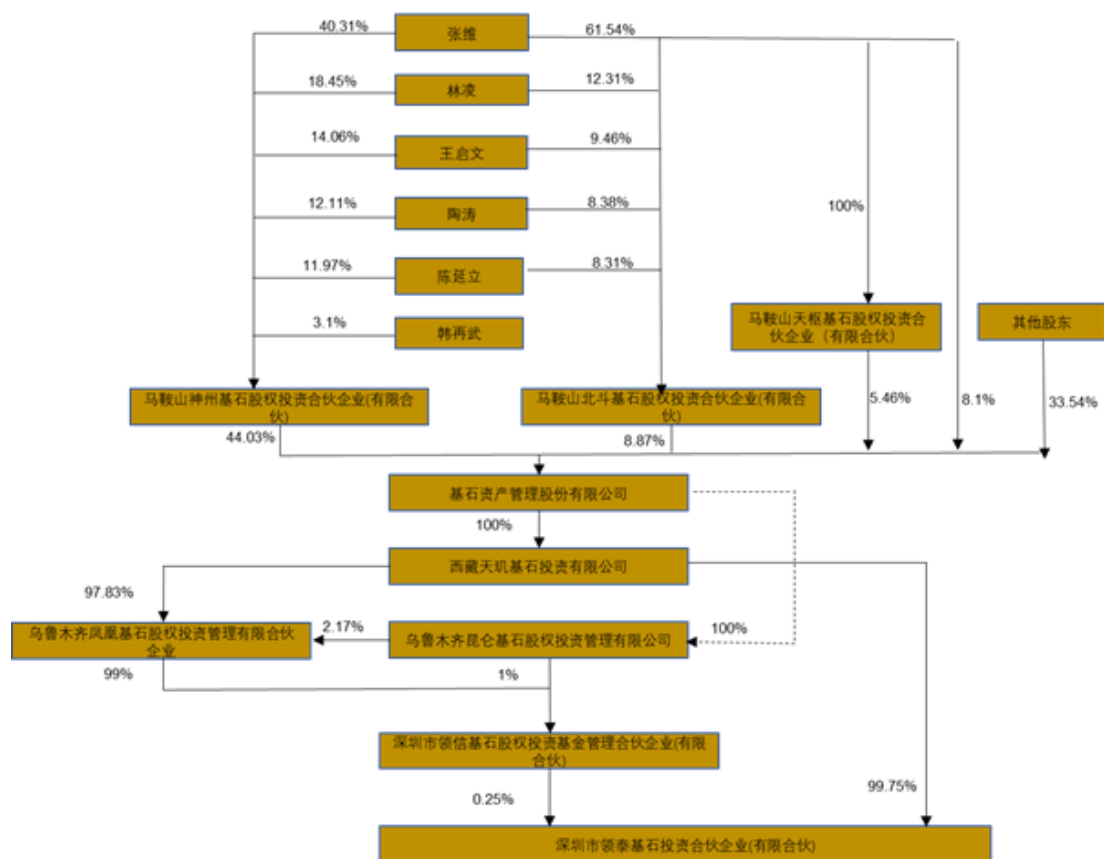 40.31%
张维
61.54%
18.45%
林凌
12.31%
14.06%
王启文
9.46%
12.11%
陶涛
8.38%
100%
11.97%
陈延立
8.31%
3.1%
韩再武
马鞍山天枢基石股权投资合
伙企业（有限合伙）
其他股东
马鞍山神州基石股权投资合伙企业(有限合
伙)
马鞍山北斗基石股权投资合伙企业(有限合
伙)
5.46%
8.1%
33.54%
44.03%
8.87%
基石资产管理股份有限公司
100%
西藏天玑基石投资有限公司
97.83%
乌鲁木齐凤凰基石股权投资管理有限合伙
企业
2.17%
乌鲁木齐昆仑基石股权投资管理有限公司
100%
99%
1%
深圳市领信基石股权投资基金管理合伙企业(有限
合伙)
0.25%
99.75%
深圳市领泰基石投资合伙企业(有限合伙)